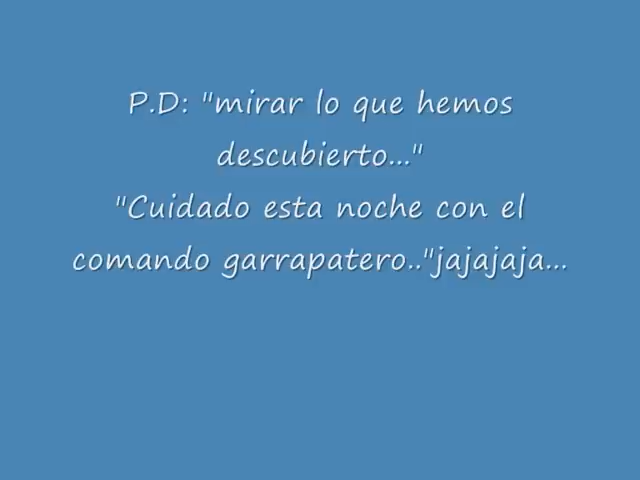 P.D: "mirar lo que hemos
descubierto..."
"Cuidado esta noche con el
comando garrapatero.."jajajaja...